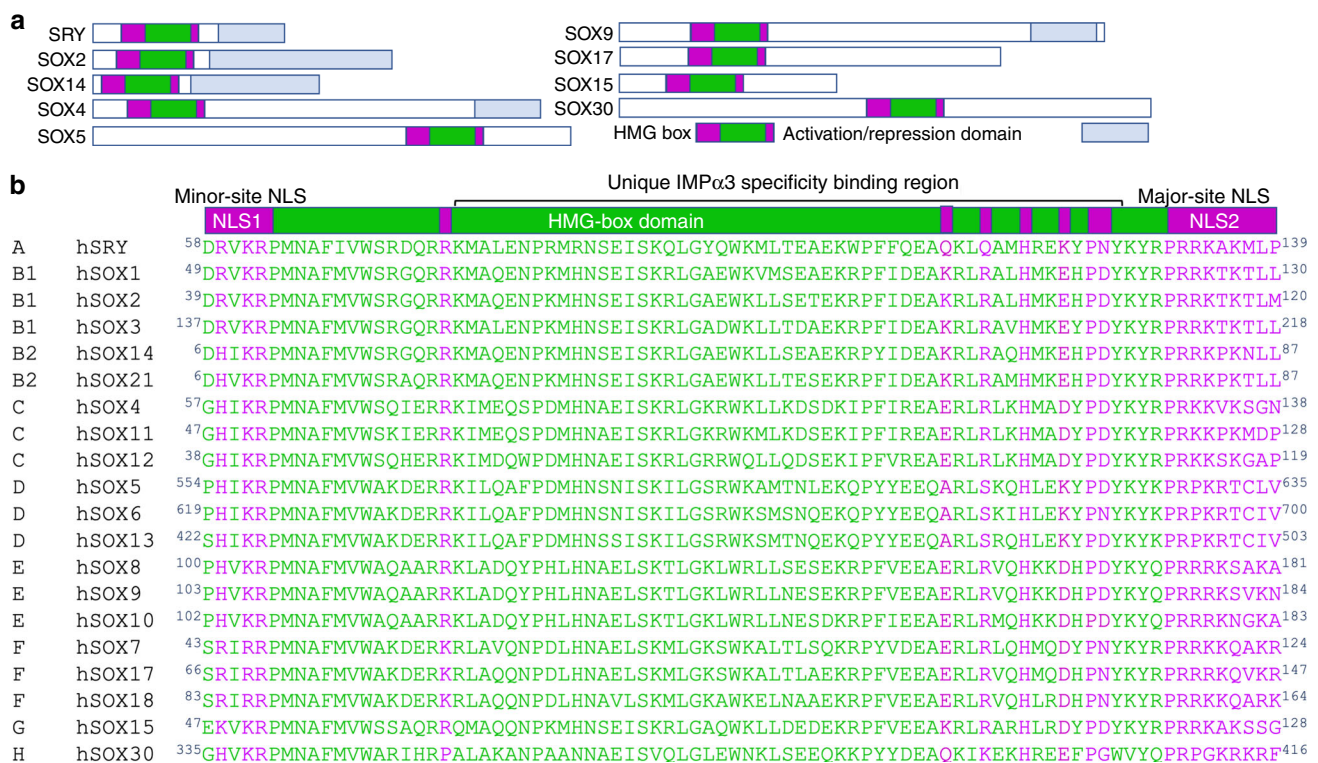 a
SRY
SOX2
SOX14
SOX4
SOX5
SOX9
SOX17
SOX15
SOX30
HMG box
Activation/repression domain
b
Minor-site NLS
Unique IMPα3 specificity binding region
Major-site NLS
NLS1 HMG-box domain NLS2
A hSRY 58DRVKRPMNAFIVWSRDQRRKMALENPRMRNSEISKQLGYQWKMLTEAEKWPFFQEAQKLQAMHREKYPNYKYRPRRKAKMLP139
B1 hSOX1 49DRVKRPMNAFMVWSRGQRRKMAQENPKMHNSEISKRLGAEWKVMSEAEKRPFIDEAKRLRALHMKEHPDYKYRPRRKTKTLL130
B1 hSOX2 39DRVKRPMNAFMVWSRGQRRKMAQENPKMHNSEISKRLGAEWKLLSETEKRPFIDEAKRLRALHMKEHPDYKYRPRRKTKTLM120
B1 hSOX3 137DRVKRPMNAFMVWSRGQRRKMALENPKMHNSEISKRLGADWKLLTDAEKRPFIDEAKRLRAVHMKEYPDYKYRPRRKTKTLL218
B2 hSOX14 6DHIKRPMNAFMVWSRGQRRKMAQENPKMHNSEISKRLGAEWKLLSEAEKRPYIDEAKRLRAQHMKEHPDYKYRPRRKPKNLL87
B2 hSOX21 6DHVKRPMNAFMVWSRAQRRKMAQENPKMHNSEISKRLGAEWKLLTESEKRPFIDEAKRLRAMHMKEHPDYKYRPRRKPKTLL87
C hSOX4 57GHIKRPMNAFMVWSQIERRKIMEQSPDMHNAEISKRLGKRWKLLKDSDKIPFIREAERLRLKHMADYPDYKYRPRKKVKSGN138
C hSOX11 47GHIKRPMNAFMVWSKIERRKIMEQSPDMHNAEISKRLGKRWKMLKDSEKIPFIREAERLRLKHMADYPDYKYRPRKKPKMDP128
C hSOX12 38GHIKRPMNAFMVWSQHERRKIMDQWPDMHNAEISKRLGRRWQLLQDSEKIPFVREAERLRLKHMADYPDYKYRPRKKSKGAP119
D hSOX5 554PHIKRPMNAFMVWAKDERRKILQAFPDMHNSNISKILGSRWKAMTNLEKQPYYEEQARLSKQHLEKYPDYKYKPRPKRTCLV635
D hSOX6 619PHIKRPMNAFMVWAKDERRKILQAFPDMHNSNISKILGSRWKSMSNQEKQPYYEEQARLSKIHLEKYPNYKYKPRPKRTCIV700
D hSOX13 422SHIKRPMNAFMVWAKDERRKILQAFPDMHNSSISKILGSRWKSMTNQEKQPYYEEQARLSRQHLEKYPDYKYKPRPKRTCIV503
E hSOX8 100PHVKRPMNAFMVWAQAARRKLADQYPHLHNAELSKTLGKLWRLLSESEKRPFVEEAERLRVQHKKDHPDYKYQPRRRKSAKA181
E hSOX9 103PHVKRPMNAFMVWAQAARRKLADQYPHLHNAELSKTLGKLWRLLNESEKRPFVEEAERLRVQHKKDHPDYKYQPRRRKSVKN184
E hSOX10 102PHVKRPMNAFMVWAQAARRKLADQYPHLHNAELSKTLGKLWRLLNESDKRPFIEEAERLRMQHKKDHPDYKYQPRRRKNGKA183
F hSOX7 43SRIRRPMNAFMVWAKDERKRLAVQNPDLHNAELSKMLGKSWKALTLSQKRPYVDEAERLRLQHMQDYPNYKYRPRRKKQAKR124
F hSOX17 66SRIRRPMNAFMVWAKDERKRLAQQNPDLHNAELSKMLGKSWKALTLAEKRPFVEEAERLRVQHMQDHPNYKYRPRRRKQVKR147
F hSOX18 83SRIRRPMNAFMVWAKDERKRLAQQNPDLHNAVLSKMLGKAWKELNAAEKRPFVEEAERLRVQHLRDHPNYKYRPRRKKQARK164
G hSOX15 47EKVKRPMNAFMVWSSAQRRQMAQQNPKMHNSEISKRLGAQWKLLDEDEKRPFVEEAKRLRARHLRDYPDYKYRPRRKAKSSG128
H hSOX30 335GHVKRPMNAFMVWARIHRPALAKANPAANNAEISVQLGLEWNKLSEEQKKPYYDEAQKIKEKHREEFPGWVYQPRPGKRKRF416